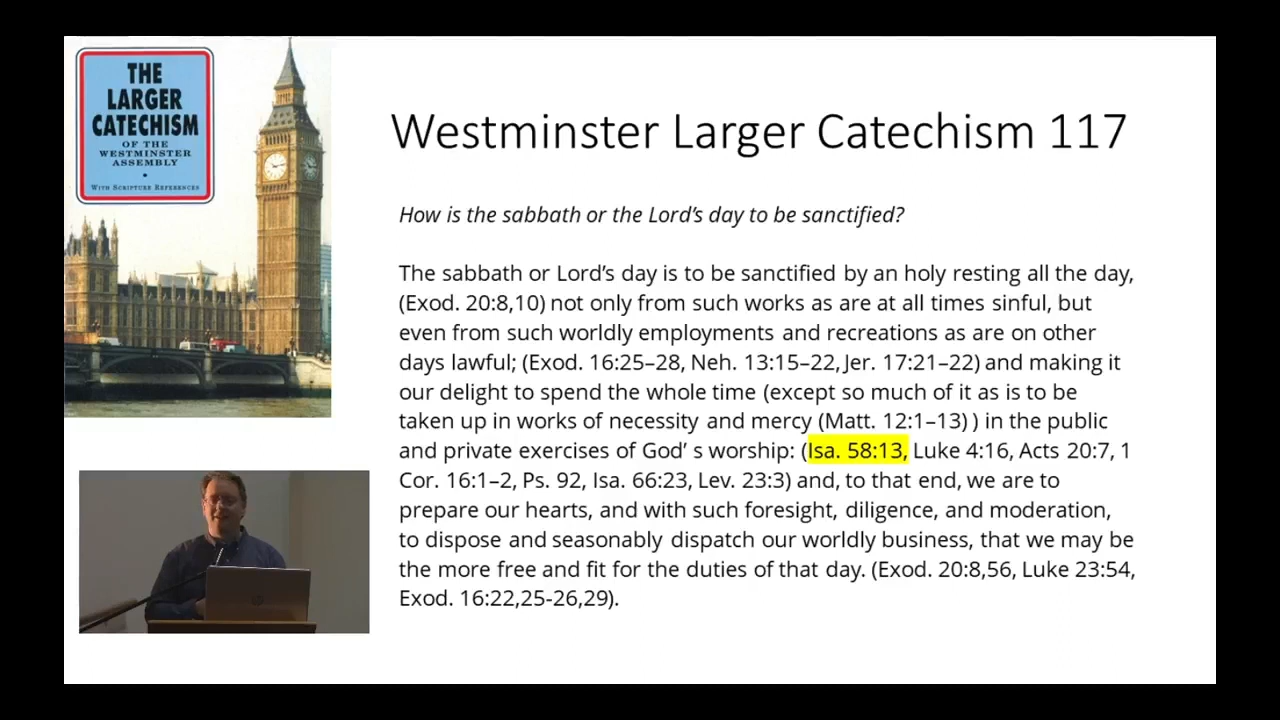 THE
LARGER
CATECHISM
OF THE
WESTMINSTER
ASSEMBLY
•
WITH SCRIPTURE REFERENCES
Westminster Larger Catechism 117
How is the sabbath or the Lord’s day to be sanctified?
The sabbath or Lord’s day is to be sanctified by an holy resting all the day,
(Exod. 20:8,10) not only from such works as are at all times sinful, but
even from such worldly employments and recreations as are on other
days lawful; (Exod. 16:25–28, Neh. 13:15–22, Jer. 17:21–22) and making it
our delight to spend the whole time (except so much of it as is to be
taken up in works of necessity and mercy (Matt. 12:1–13) ) in the public
and private exercises of God’ s worship: (Isa. 58:13, Luke 4:16, Acts 20:7, 1
Cor. 16:1–2, Ps. 92, Isa. 66:23, Lev. 23:3) and, to that end, we are to
prepare our hearts, and with such foresight, diligence, and moderation,
to dispose and seasonably dispatch our worldly business, that we may be
the more free and fit for the duties of that day. (Exod. 20:8,56, Luke 23:54,
Exod. 16:22,25-26,29).